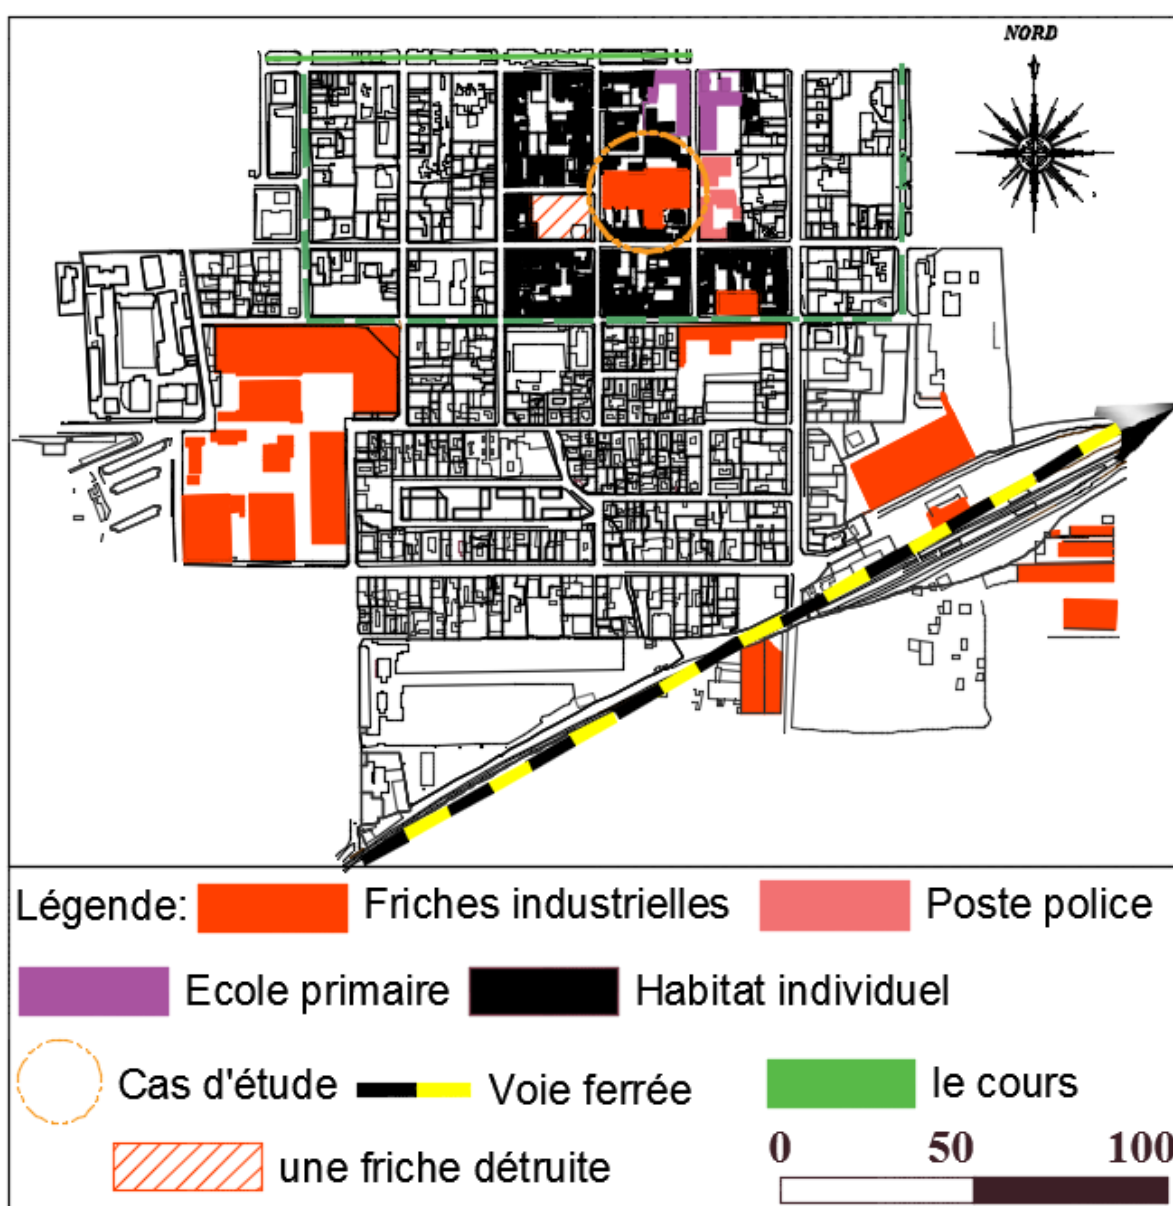 NORD
Légende: Friches industrielles Poste police
Ecole primaire Habitat individuel
Cas d'étude Voie ferrée le cours
une friche détruite
0 50 100